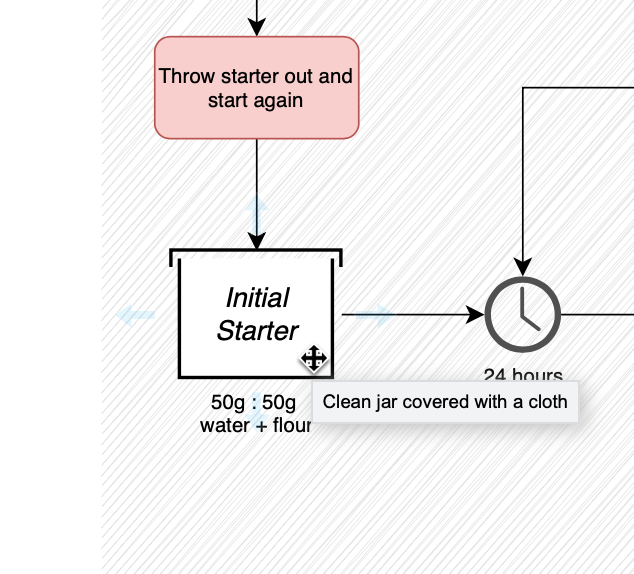 Throw starter out and
start again
Initial
Starter
24 hours
50g : 50g
water + flour
Clean jar covered with a cloth